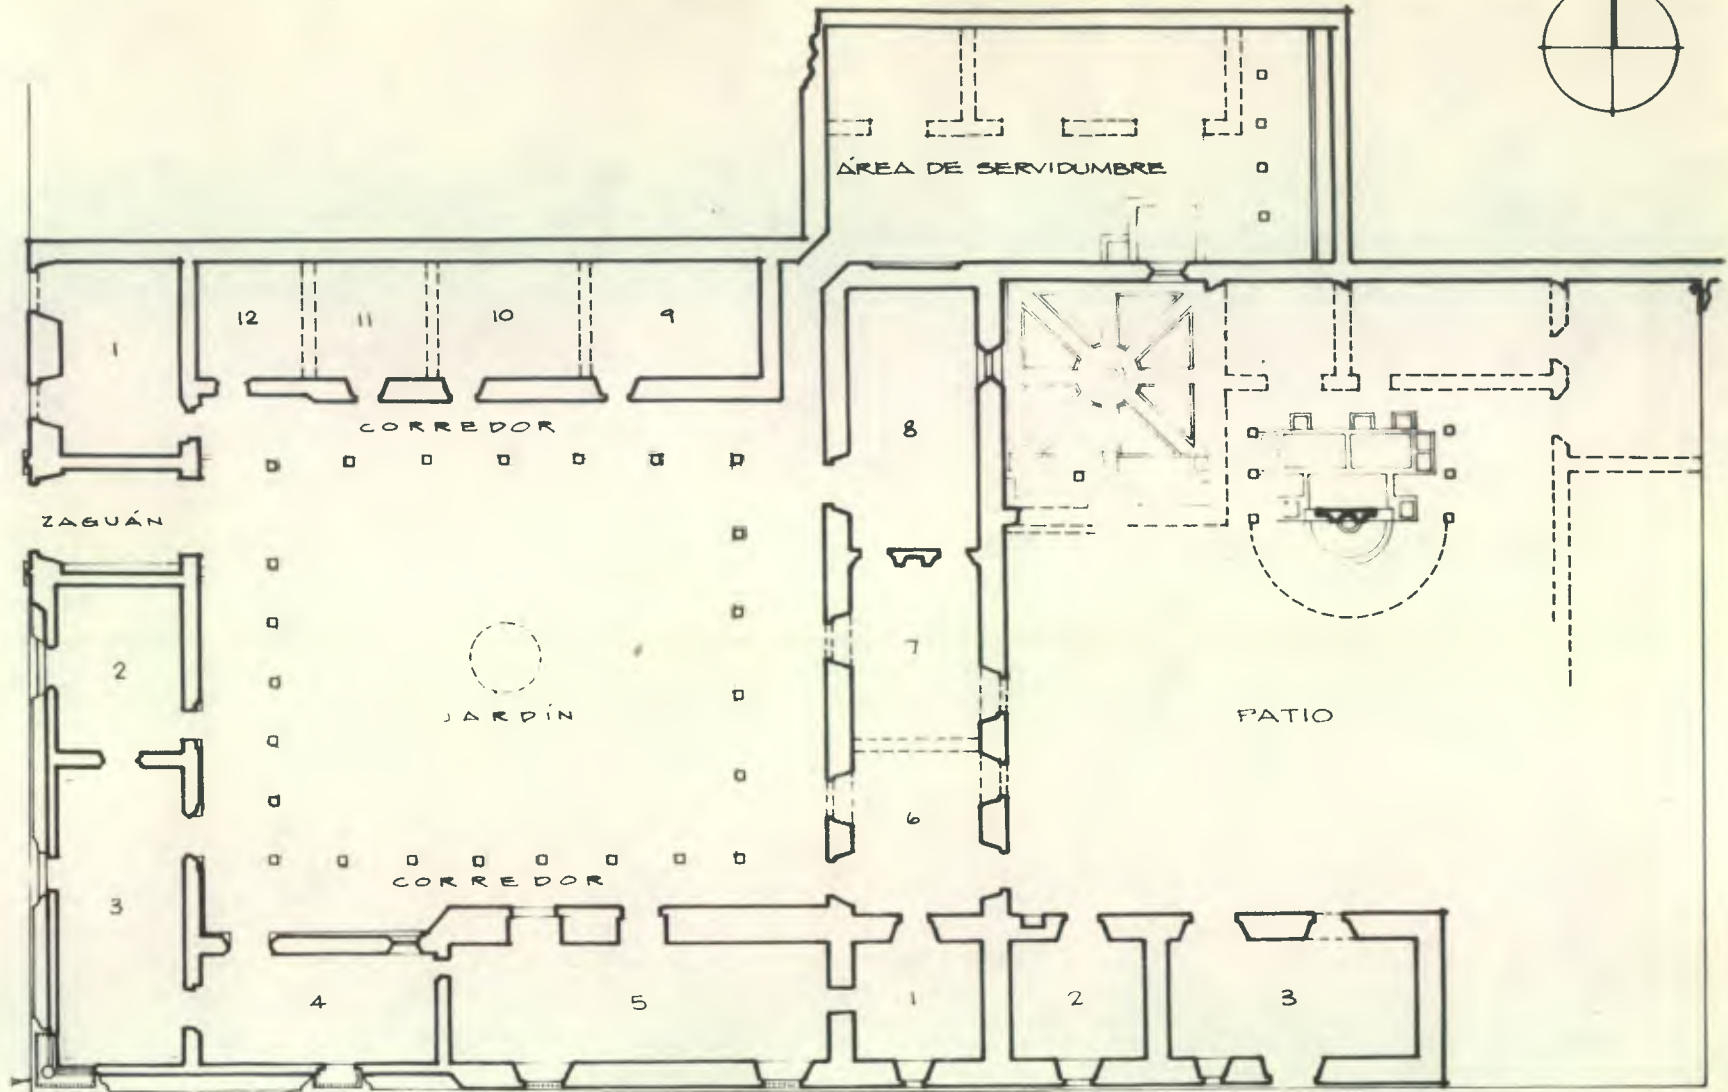 ÁREA DE SERVIDUMBRE
1
12
11
10
9
CORREDOR
8
ZAGUÁN
2
7
JARDÍN
PATIO
6
CORREDOR
3
4
5
1
2
3